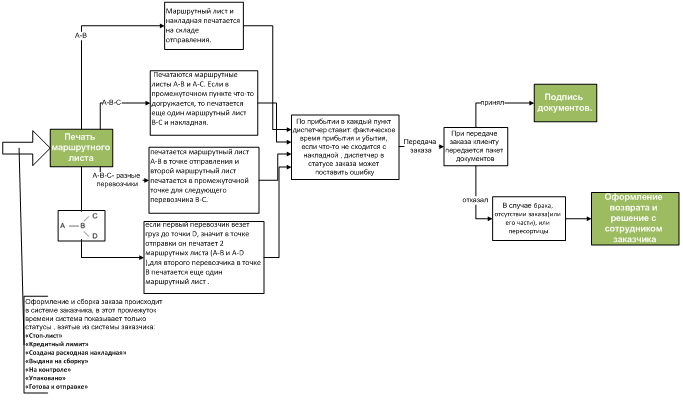 Маршрутный лист и
накладная печатается
на складе
отправления.
А-В
Печатаются маршрутные
листы А-В и А-С. Если в
промежуточном пункте что-то
догружается, то печатается
еще один маршрутный лист
В-С и накладная.
А-В-С
Печать
маршрутного
листа
А-В-С- разные
перевозчики
печатается маршрутный лист
А-В в точке отправления и
второй маршрутный лист
печатается в промежуточной
точке для следующего
перевозчика В-С.
C
A
B
D
если первый перевозчик везет
груз до точки D, значит в точке
отправки он печатает 2
маршрутных листа (А-В и А-D
),для второго перевозчика в точке
В печатается еще один
маршрутный лист .
По прибытии в каждый пункт
диспетчер ставит: фактическое
время прибытия и убытия,
если что-то не сходится с
накладной , диспетчер в
статусе заказа может
поставить ошибку
Передача
заказа
При передаче
заказа клиенту
передается пакет
документов
принял
Подпись
документов.
отказал
В случае брака,
отсутствии заказа(или
его части), или
пересортицы
Оформление
возврата и
решение с
сотрудником
заказчика
Оформление и сборка заказа происходит
в системе заказчика, в этот промежуток
времени система показывает только
статусы , взятые из системы заказчика:
«Стоп-лист»
«Кредитный лимит»
«Создана расходная накладная»
«Выдана на сборку»
«На контроле»
«Упаковано»
«Готова к отправке»